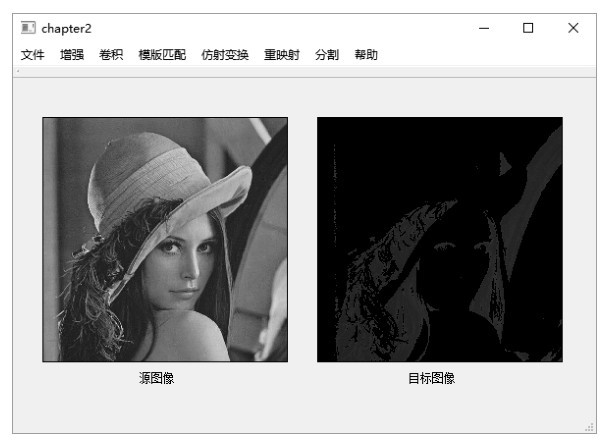 chapter2
文件 增强 卷积 模版匹配 仿射变换 重映射 分割 帮助
源图像 目标图像